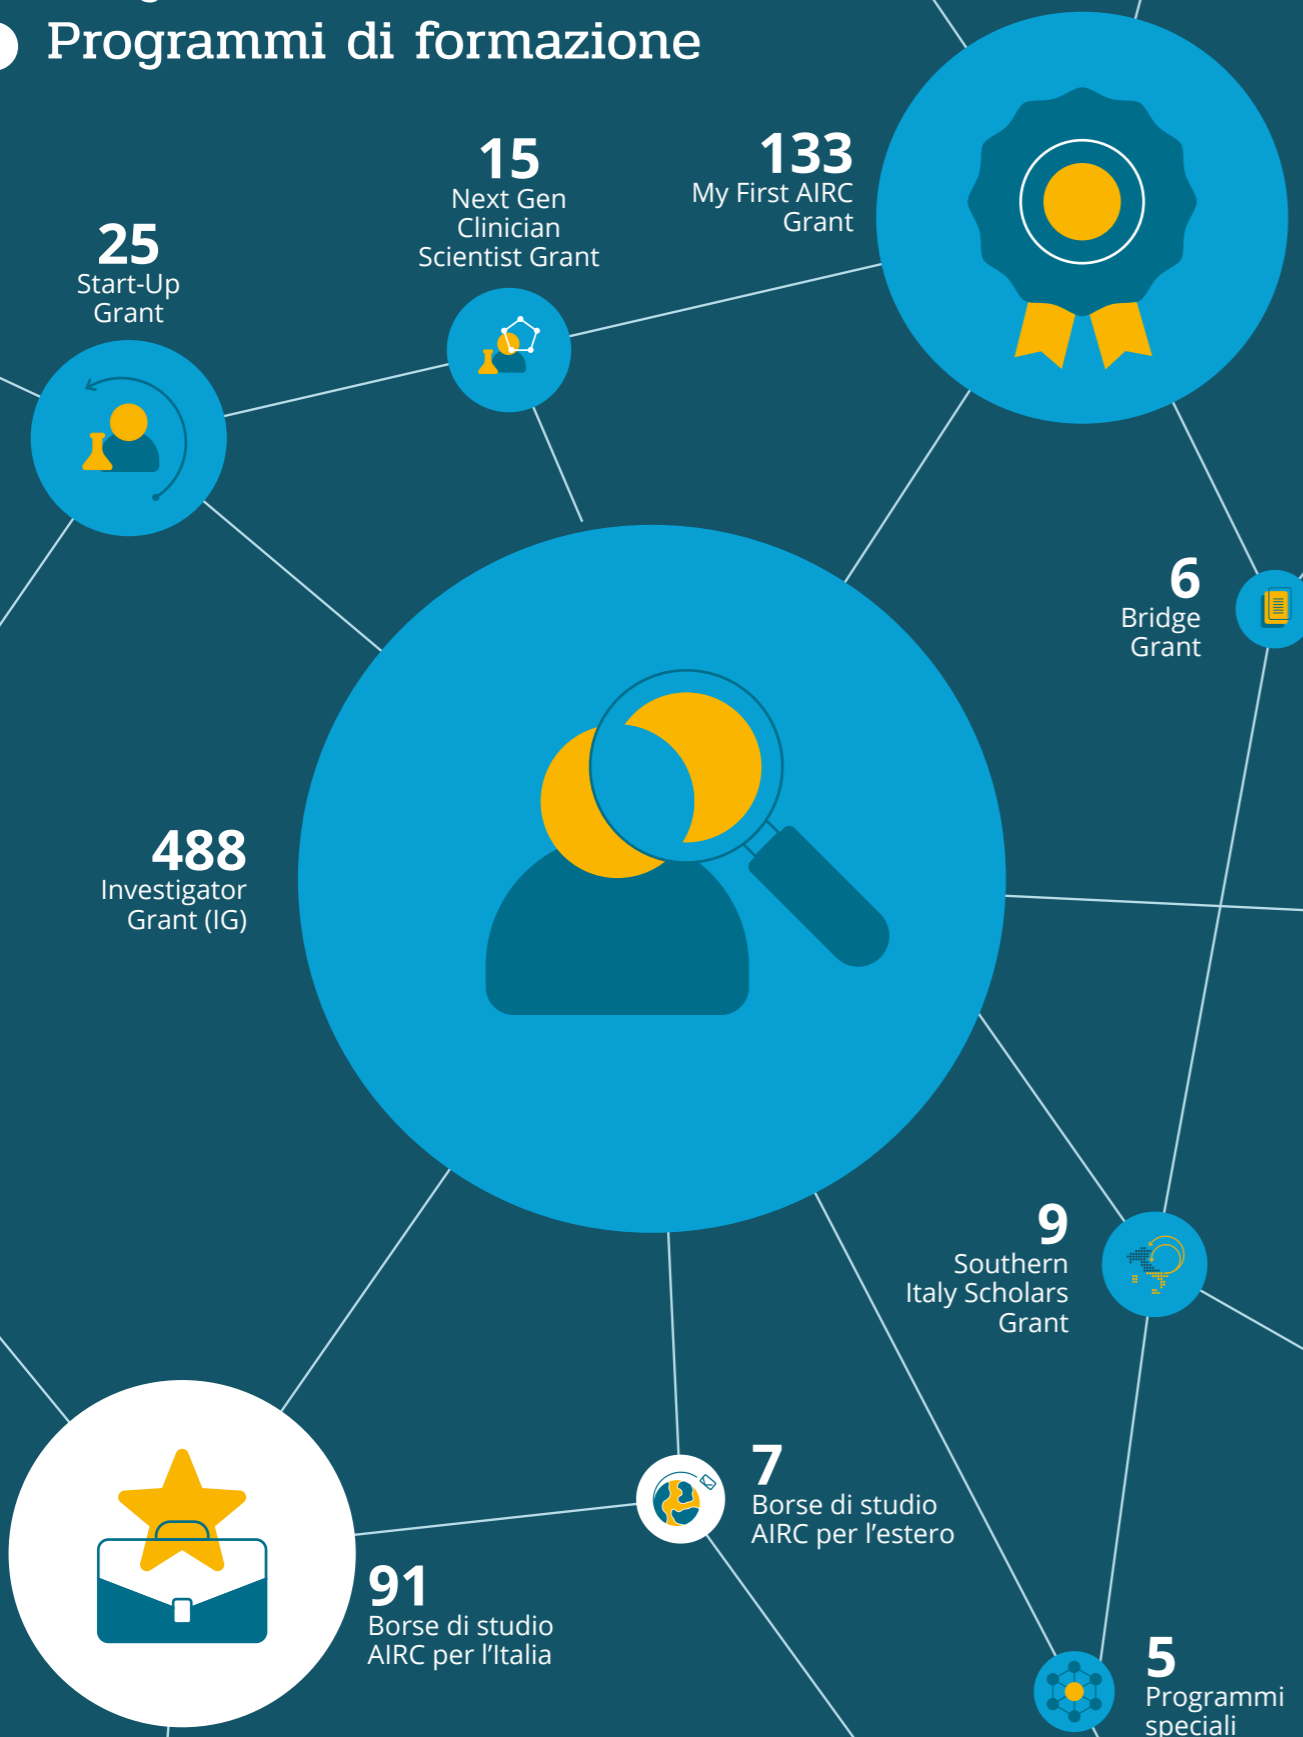 Programmi di formazione
15
Next Gen
Clinician
Scientist Grant
133
My First AIRC
Grant
25
Start-Up
Grant
6
Bridge
Grant
488
Investigator
Grant (IG)
9
Southern
Italy Scholars
Grant
7
Borse di studio
AIRC per l’estero
91
Borse di studio
AIRC per l’Italia
5
Programmi
speciali